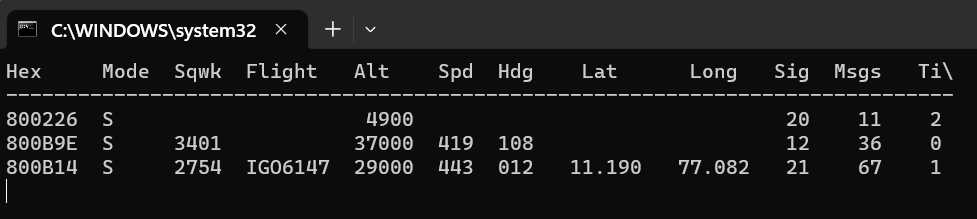 C:\WINDOWS\system32
Hex Mode Sqwk Flight Alt Spd Hdg Lat Long Sig Msgs Ti\
-------------------------------------------------------------------------------
800226 S 4900 20 11 2
800B9E S 3401 37000 419 108 12 36 0
800B14 S 2754 IGO6147 29000 443 012 11.190 77.082 21 67 1